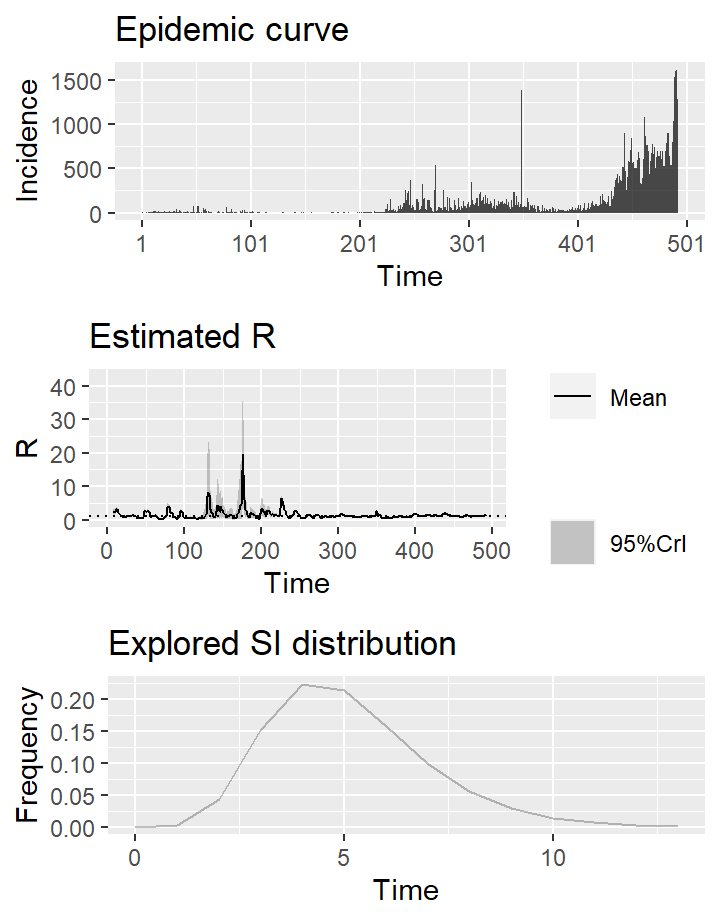 Epidemic curve
Incidence
1500
1000
500
0
1 101 201 301 401 501
Time
Estimated R
R
40
30
20
10
0
0 100 200 300 400 500
Time
Mean
95%CrI
Explored SI distribution
Frequency
0.20
0.15
0.10
0.05
0.00
0 5 10
Time